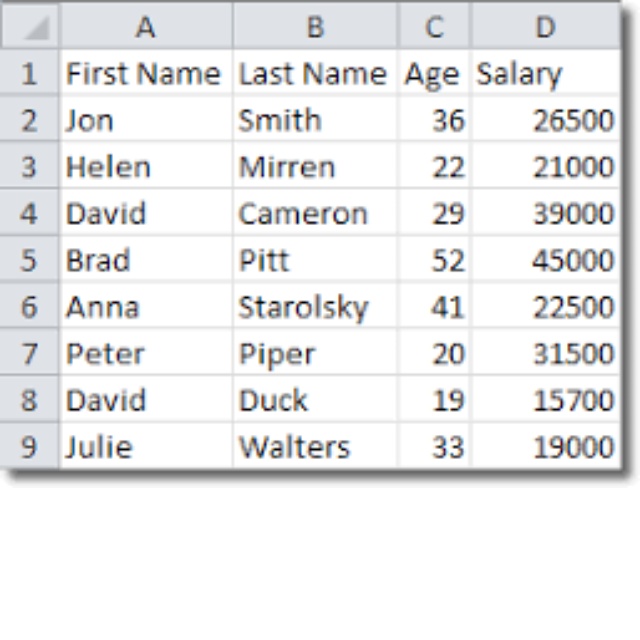 A B C D
1 First Name Last Name Age Salary
2 Jon Smith 36 26500
3 Helen Mirren 22 21000
4 David Cameron 29 39000
5 Brad Pitt 52 45000
6 Anna Starolsky 41 22500
7 Peter Piper 20 31500
8 David Duck 19 15700
9 Julie Walters 33 19000